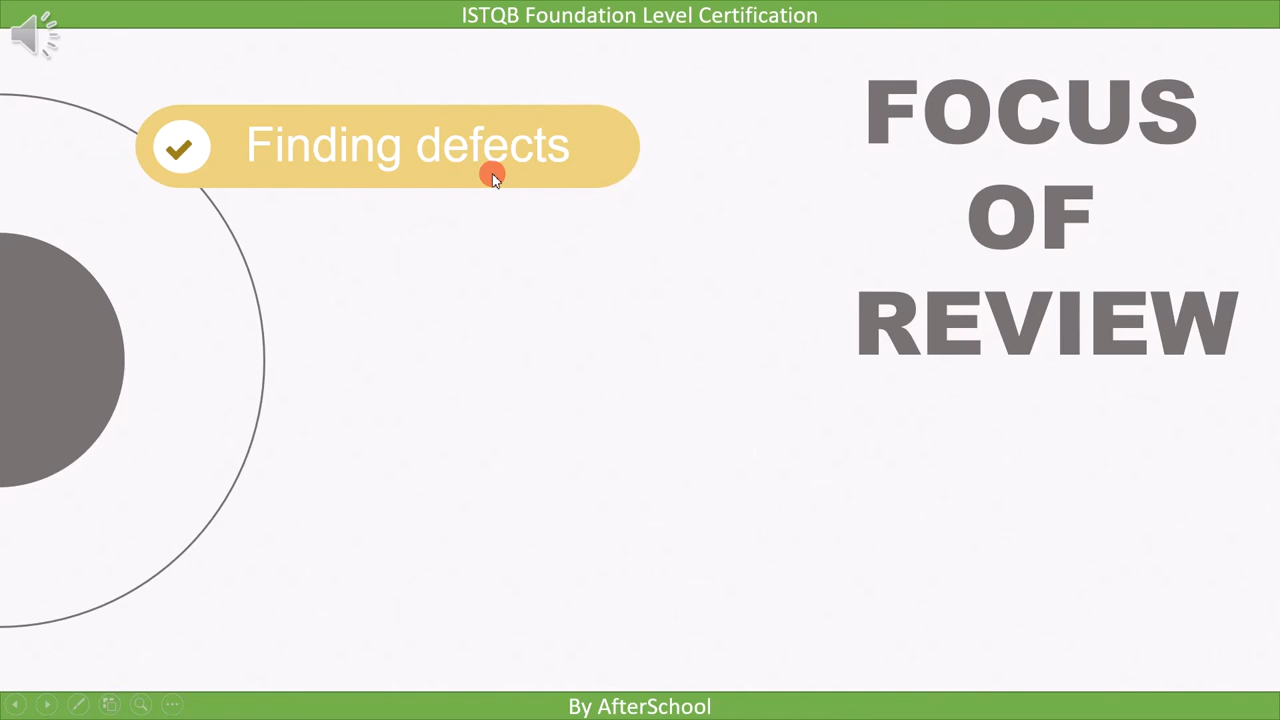 ISTQB Foundation Level Certification
Finding defects
FOCUS
OF
REVIEW
By AfterSchool